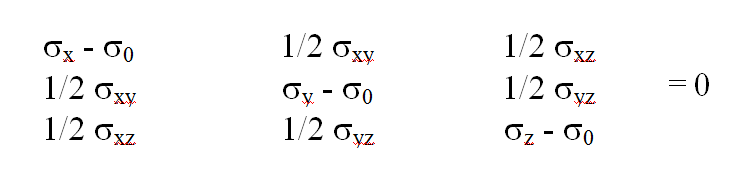 σx - σ0 1/2 σxy 1/2 σxz
1/2 σxy σy - σ0 1/2 σyz = 0
1/2 σxz 1/2 σyz σz - σ0